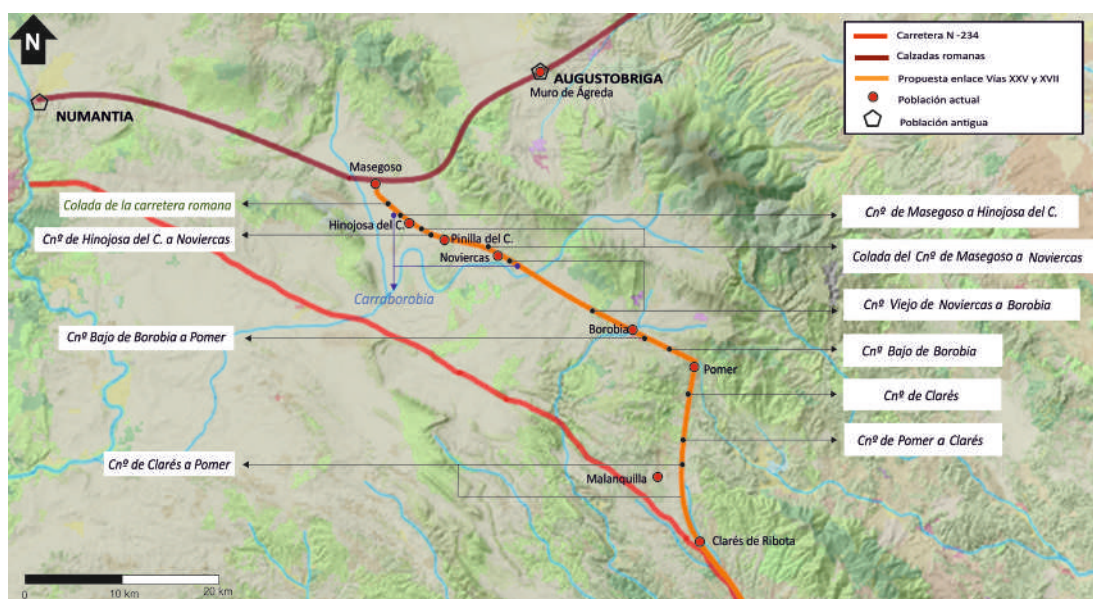 N
Carretera N -234
Calzadas romanas
Propuesta enlace Vías XXV y XVII
Población actual
Población antigua
AUGUSTOBRIGA
Muro de Ágreda
NUMANTIA
Masegoso
Colada de la carretera romana
Cnº de Masegoso a Hinojosa del C.
Hinojosa del C.
Cnº de Hinojosa del C. a Noviercas
Pinilla del C.
Noviercas
Colada del Cnº de Masegoso a Noviercas
Carraborobia
Cnº Viejo de Noviercas a Borobia
Borobia
Cnº Bajo de Borobia a Pomer
Cnº Bajo de Borobia
Pomer
Cnº de Clarés
Cnº de Pomer a Clarés
Cnº de Clarés a Pomer
Malanquilla
Clarés de Ribota
0 10 km 20 km